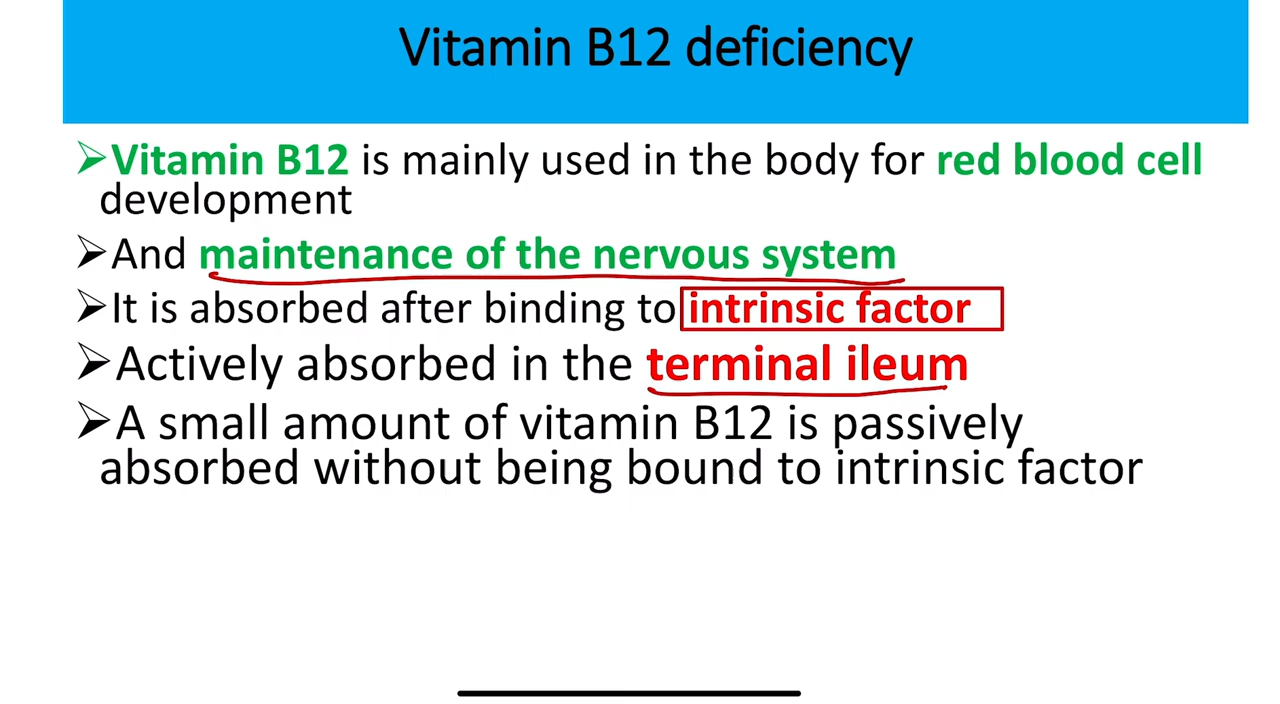 Vitamin B12 deficiency
➢Vitamin B12 is mainly used in the body for red blood cell
development
➢And maintenance of the nervous system
➢It is absorbed after binding to intrinsic factor
➢Actively absorbed in the terminal ileum
➢A small amount of vitamin B12 is passively
absorbed without being bound to intrinsic factor